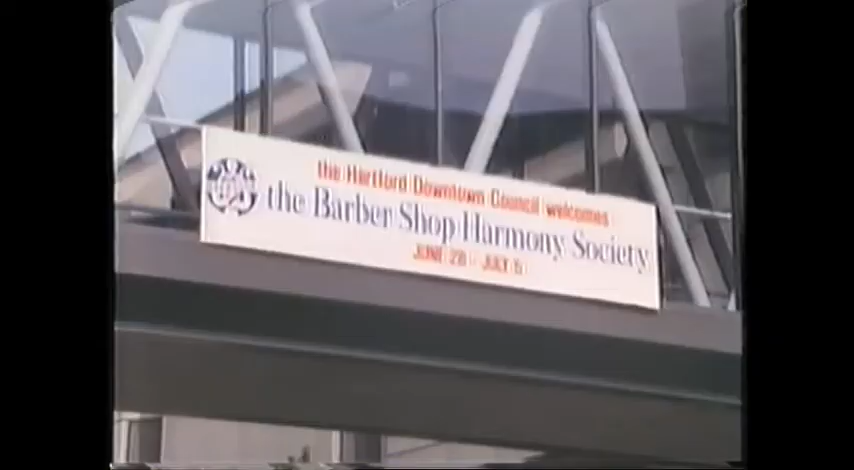 the Hartford Downtown Council welcomes
the Barber Shop Harmony Society
JUNE 28 - JULY 5